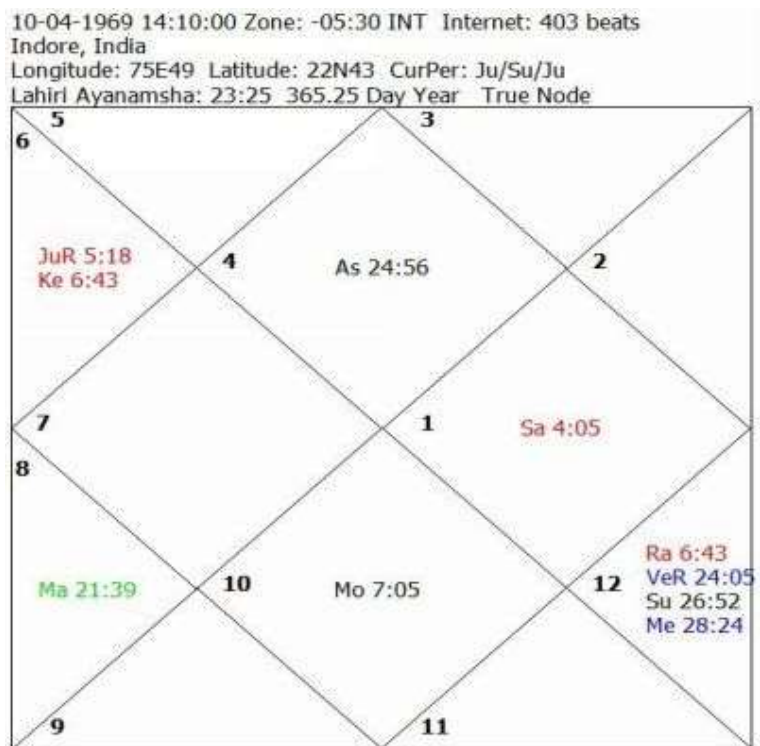 10-04-1969 14:10:00 Zone: -05:30 INT Internet: 403 beats
Indore, India
Longitude: 75E49 Latitude: 22N43 CurPer: Ju/Su/Ju
Lahiri Ayanamsha: 23:25 365.25 Day Year True Node
5
3
6
JuR 5:18
Ke 6:43
4
As 24:56
2
7
1
Sa 4:05
8
Ma 21:39
10
Mo 7:05
12
Ra 6:43
VeR 24:05
Su 26:52
Me 28:24
9
11